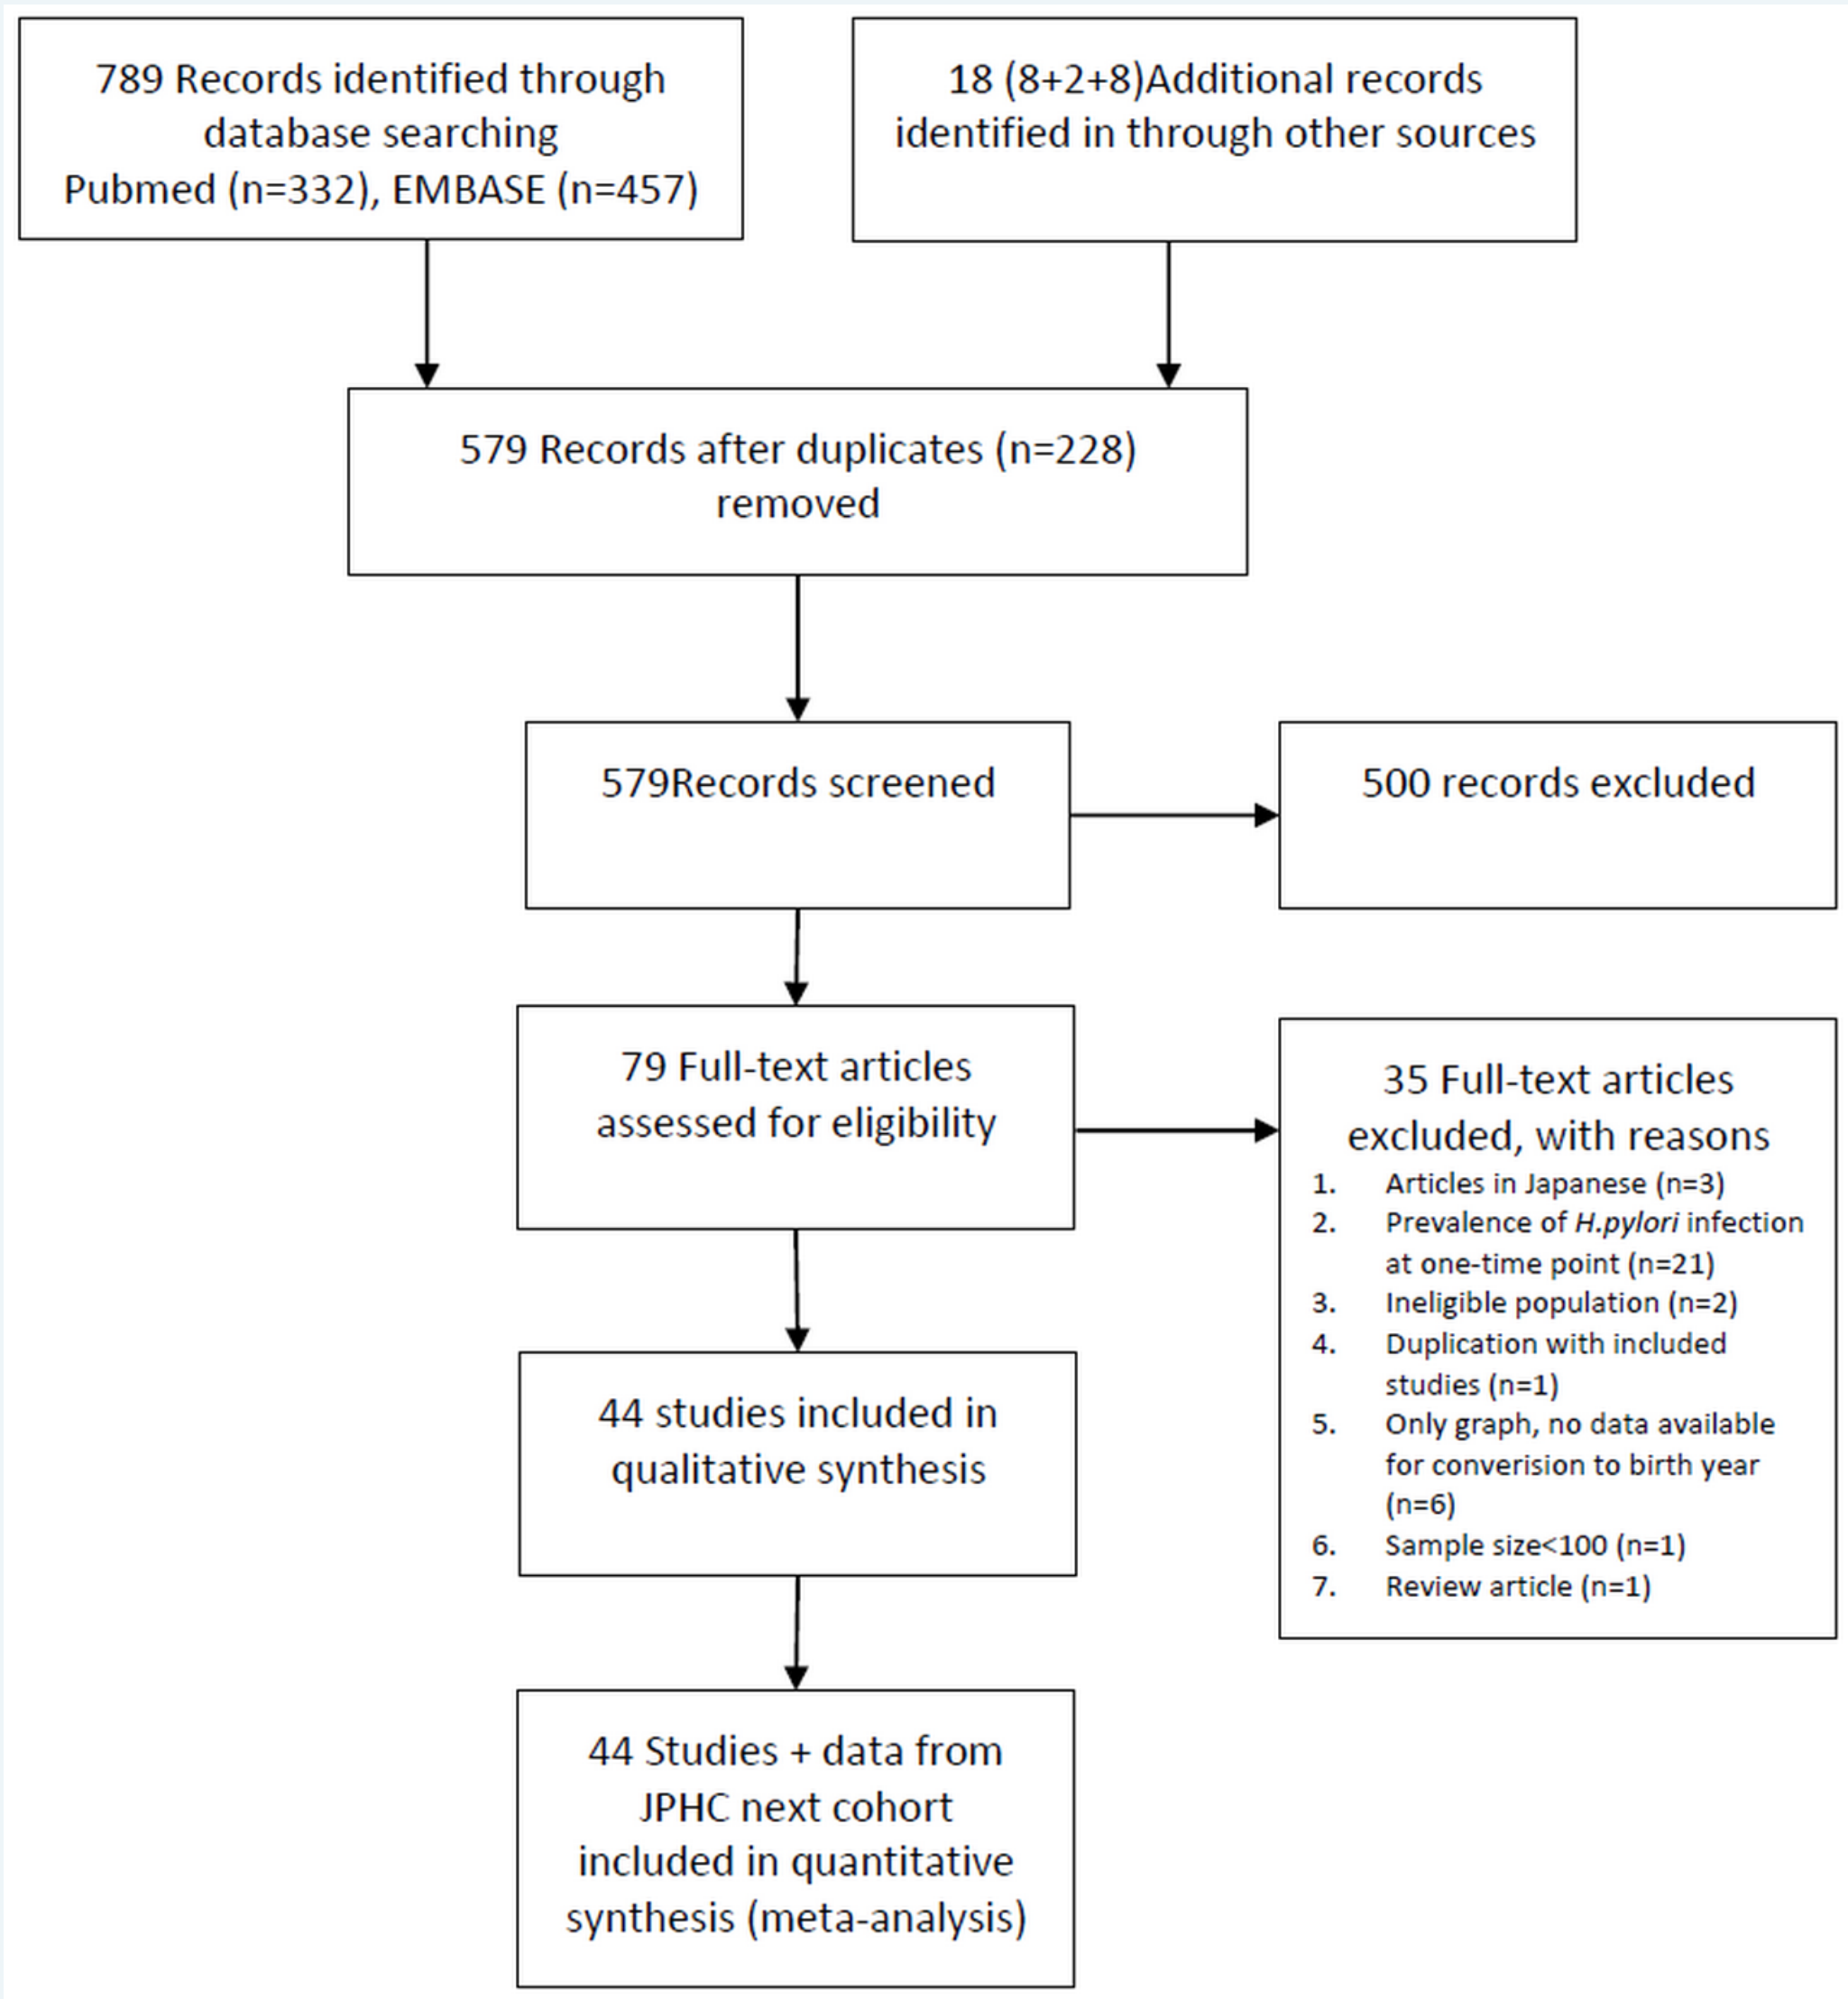 789 Records identified through
database searching
Pubmed (n=332), EMBASE (n=457)
18 (8+2+8)Additional records
identified in through other sources
579 Records after duplicates (n=228)
removed
579Records screened
500 records excluded
79 Full-text articles
assessed for eligibility
35 Full-text articles
excluded, with reasons
1. Articles in Japanese (n=3)
2. Prevalence of H.pylori infection
at one-time point (n=21)
3. Ineligible population (n=2)
4. Duplication with included
studies (n=1)
5. Only graph, no data available
for converision to birth year
(n=6)
6. Sample size<100 (n=1)
7. Review article (n=1)
44 studies included in
qualitative synthesis
44 Studies + data from
JPHC next cohort
included in quantitative
synthesis (meta-analysis)